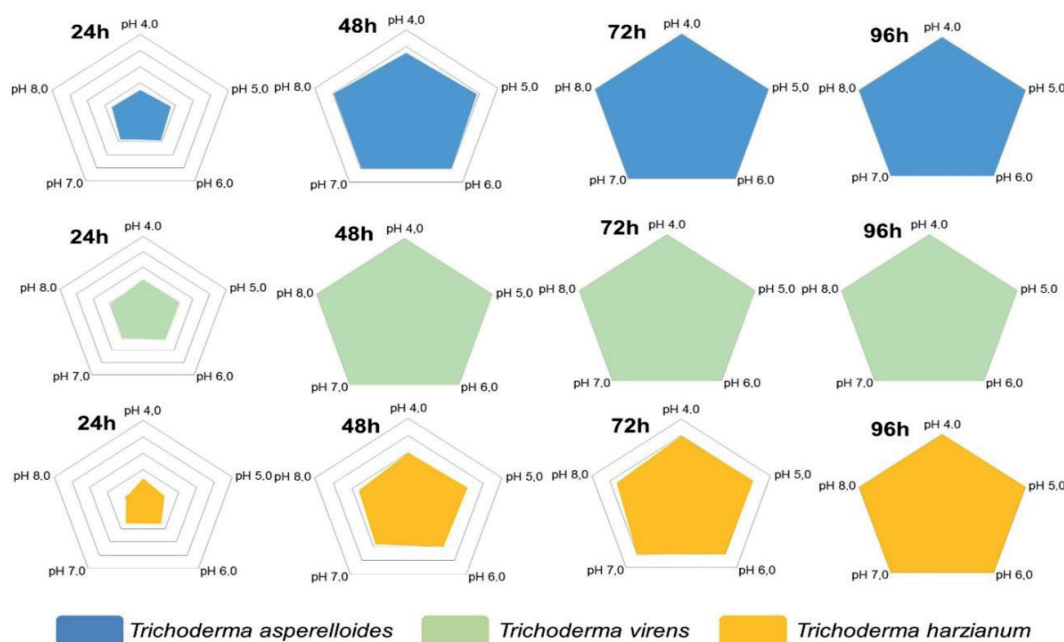 24h
pH 4.0
pH 8,0
pH 5.0
pH 7.0
pH 6.0
48h
pH 4.0
pH 8.0
pH 5.0
pH 7.0
pH 6.0
72h
pH 4.0
pH 8.0
pH 5.0
pH 7.0
pH 6.0
96h
pH 4.0
pH 8.0
pH 5.0
pH 7.0
pH 6.0
24h
pH 4.0
pH 8.0
pH 5.0
pH 7.0
pH 6.0
48h
pH 4.0
pH 8.0
pH 5,0
pH 7,0
pH 6,0
72h
pH 4.0
pH 8,0
pH 5,0
pH 7.0
pH 6.0
96h
pH 4.0
pH 8.0
pH 5.0
pH 7.0
pH 6.0
24h
pH 4.0
pH 8.0
pH 5.0
pH 7.0
pH 6.0
48h
pH 4.0
pH 8.0
pH 5,0
pH 7.0
pH 6.0
72h
pH 4.0
pH 8.0
pH 5,0
pH 7.0
pH 6,0
96h
pH 4.0
pH 8.0
pH 5.0
pH 7,0
pH 6,0
Trichoderma asperelloides
Trichoderma virens
Trichoderma harzianum